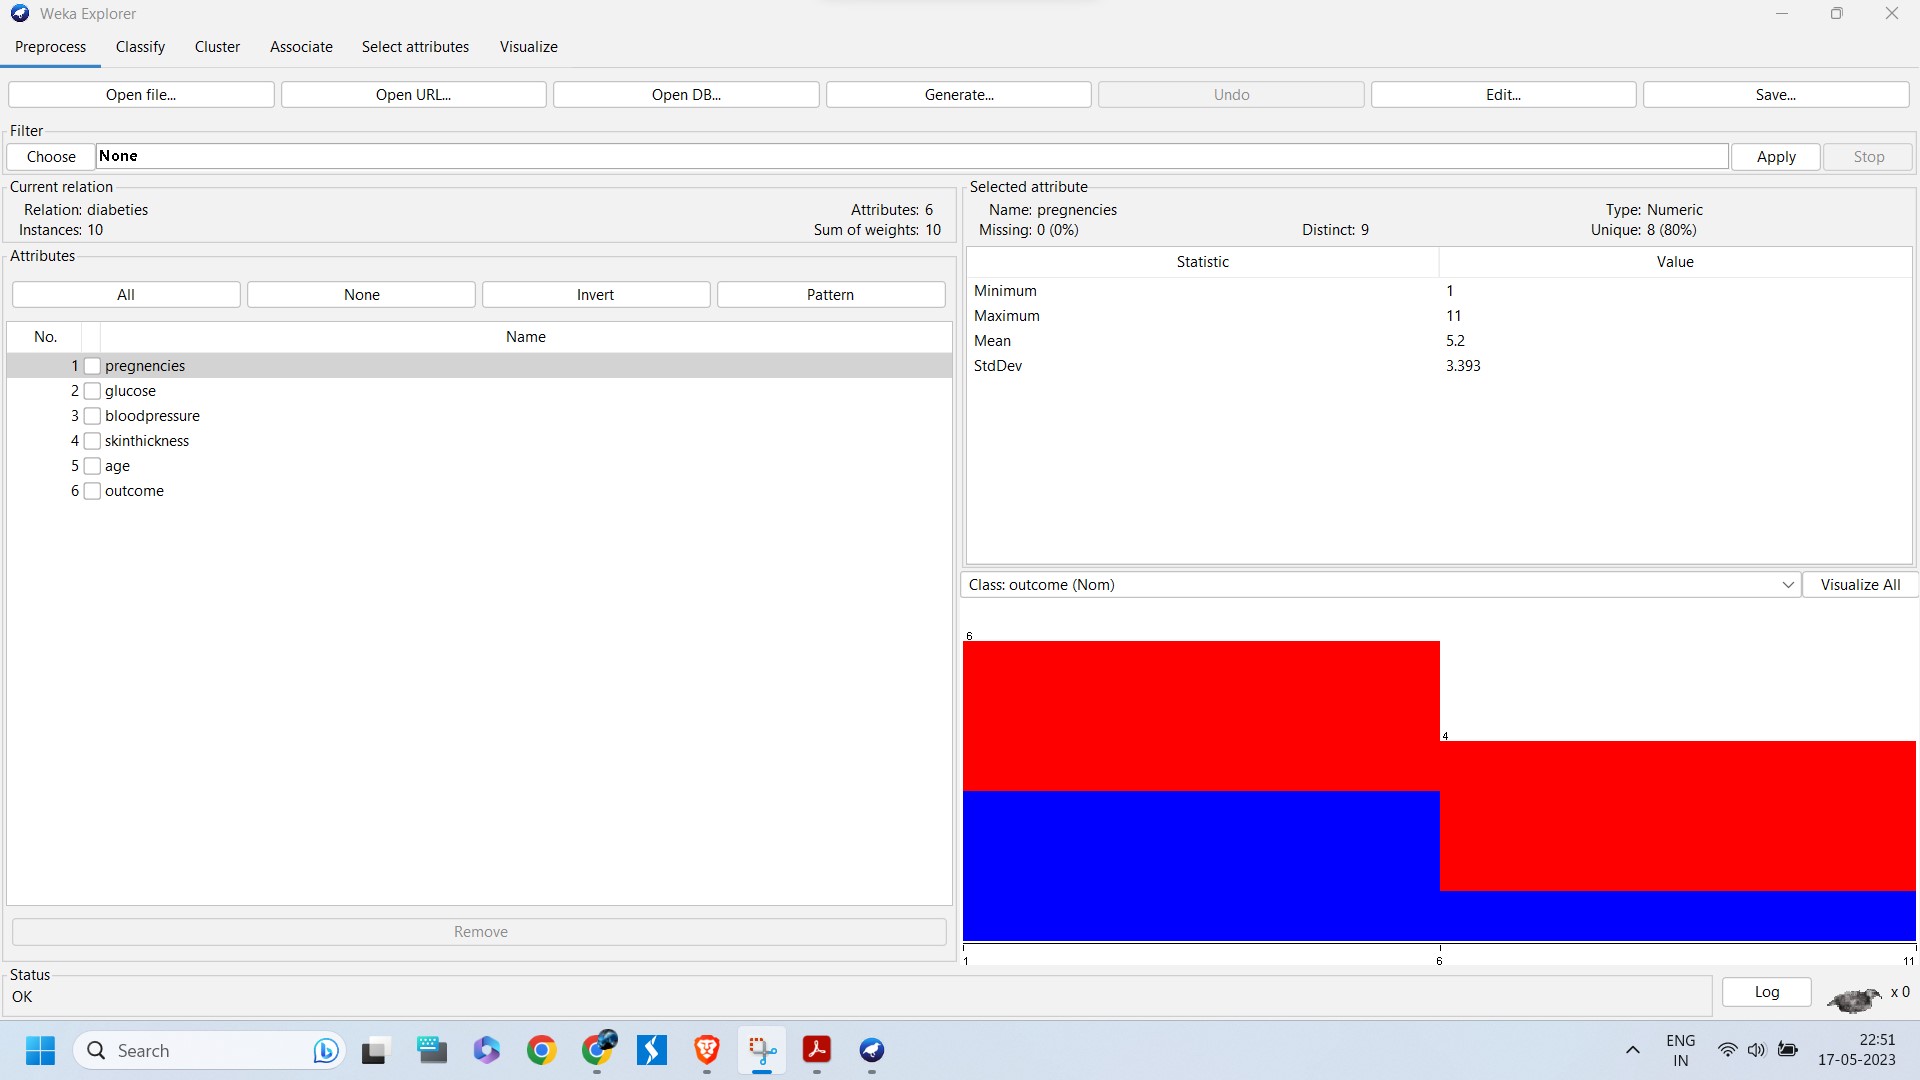 Weka Explorer
Preprocess Classify Cluster Associate Select attributes Visualize
Open file... Open URL... Open DB... Generate... Undo Edit... Save...
Filter
Choose None Apply Stop
Current relation
Relation: diabeties Attributes: 6
Instances: 10 Sum of weights: 10
Attributes
All None Invert Pattern
No. Name
1 pregnencies
2 glucose
3 bloodpressure
4 skinthickness
5 age
6 outcome
Remove
Selected attribute
Name: pregnencies Type: Numeric
Missing: 0 (0%) Distinct: 9 Unique: 8 (80%)
Statistic Value
Minimum 1
Maximum 11
Mean 5.2
StdDev 3.393
Class: outcome (Nom) Visualize All
6
4
1 6 11
Status
OK
Log x 0
Search
ENG
IN
22:51
17-05-2023